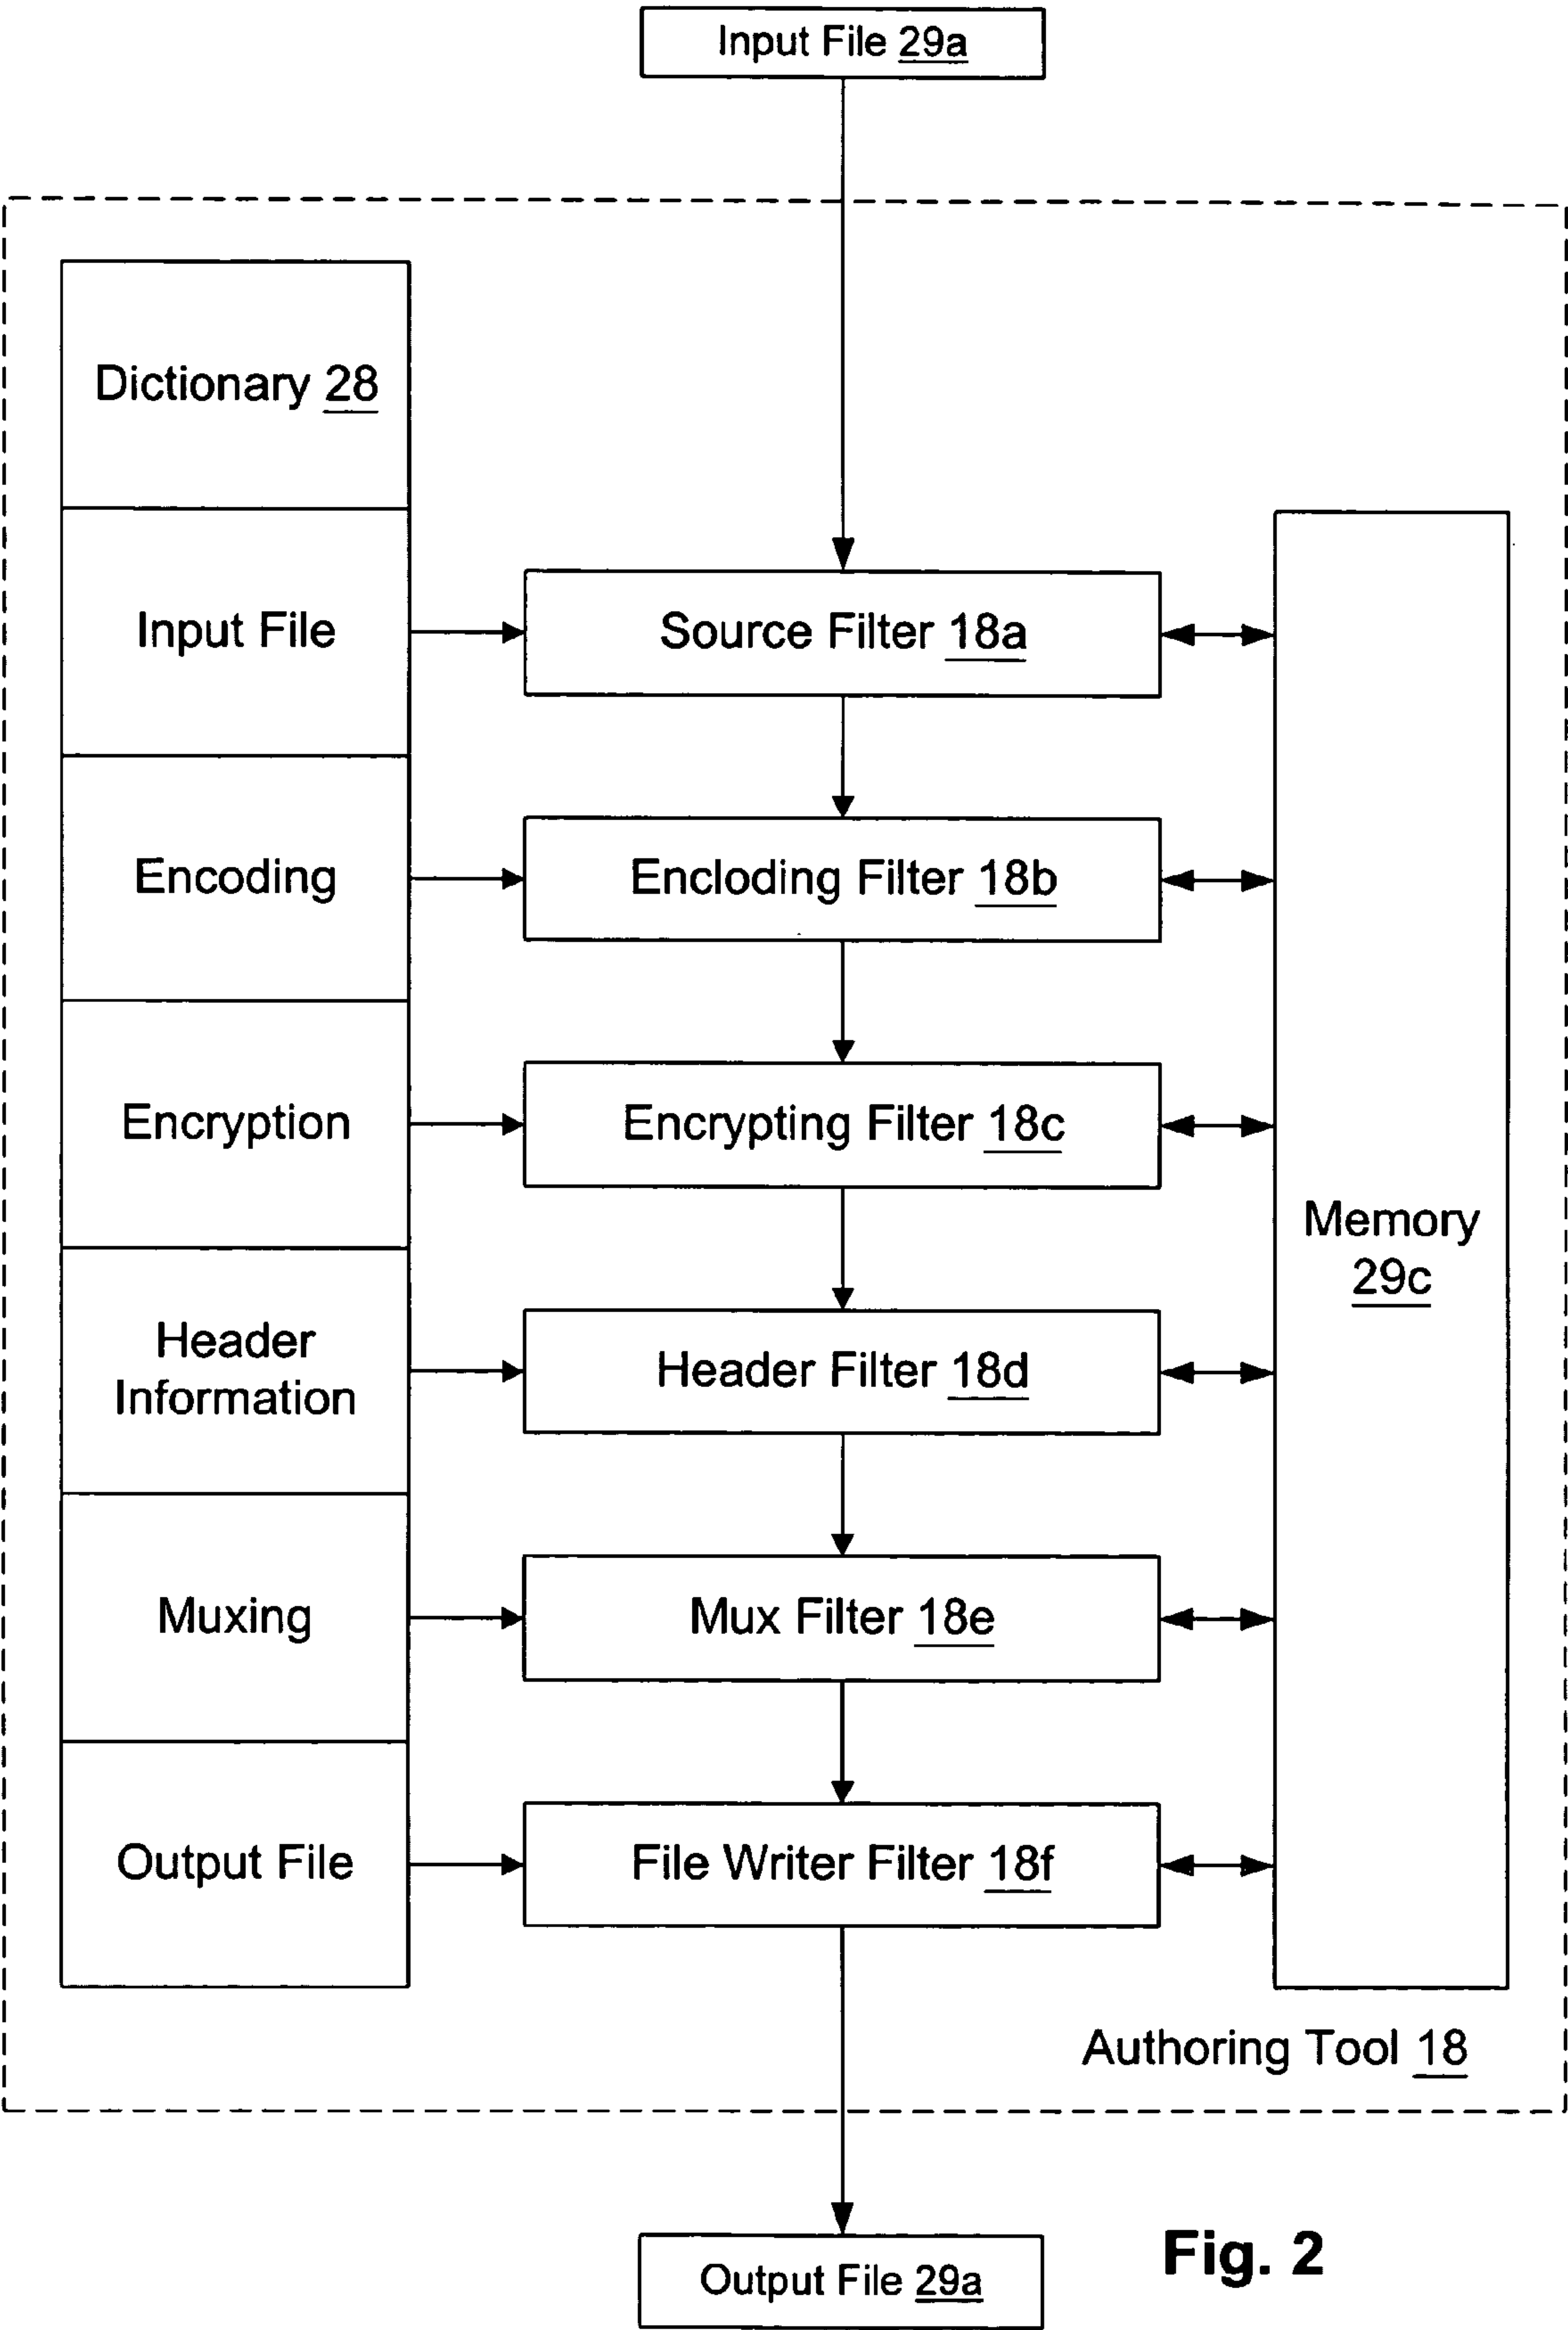 Input File 29a
Dictionary 28
Input File
Source Filter 18a
Encoding
Encloding Filter 18b
Encryption
Encrypting Filter 18c
Memory
29c
Header
Information
Header Filter 18d
Muxing
Mux Filter 18e
Output File
File Writer Filter 18f
Authoring Tool 18
Output File 29a
Fig. 2